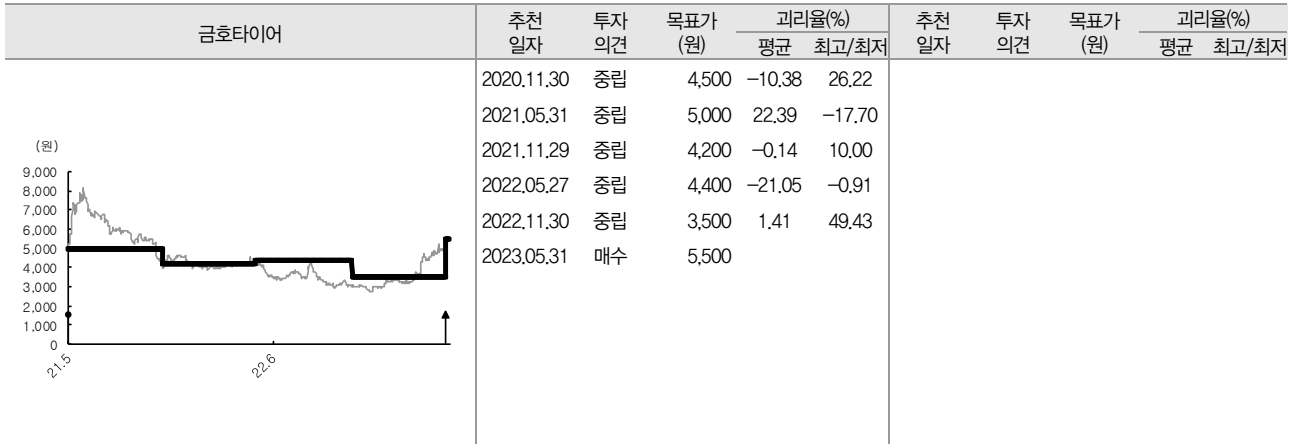 금호타이어
추천 일자 투자 의견 목표가 (원) 괴리율(%) 평균 최고/최저
추천 일자 투자 의견 목표가 (원) 괴리율(%) 평균 최고/최저
2020.11.30 중립 4,500 -10.38 26.22
2021.05.31 중립 5,000 22.39 -17.70
2021.11.29 중립 4,200 -0.14 10.00
2022.05.27 중립 4,400 -21.05 -0.91
2022.11.30 중립 3,500 1.41 49.43
2023.05.31 매수 5,500
(원)
9,000
8,000
7,000
6,000
5,000
4,000
3,000
2,000
1,000
0
21.5 22.6